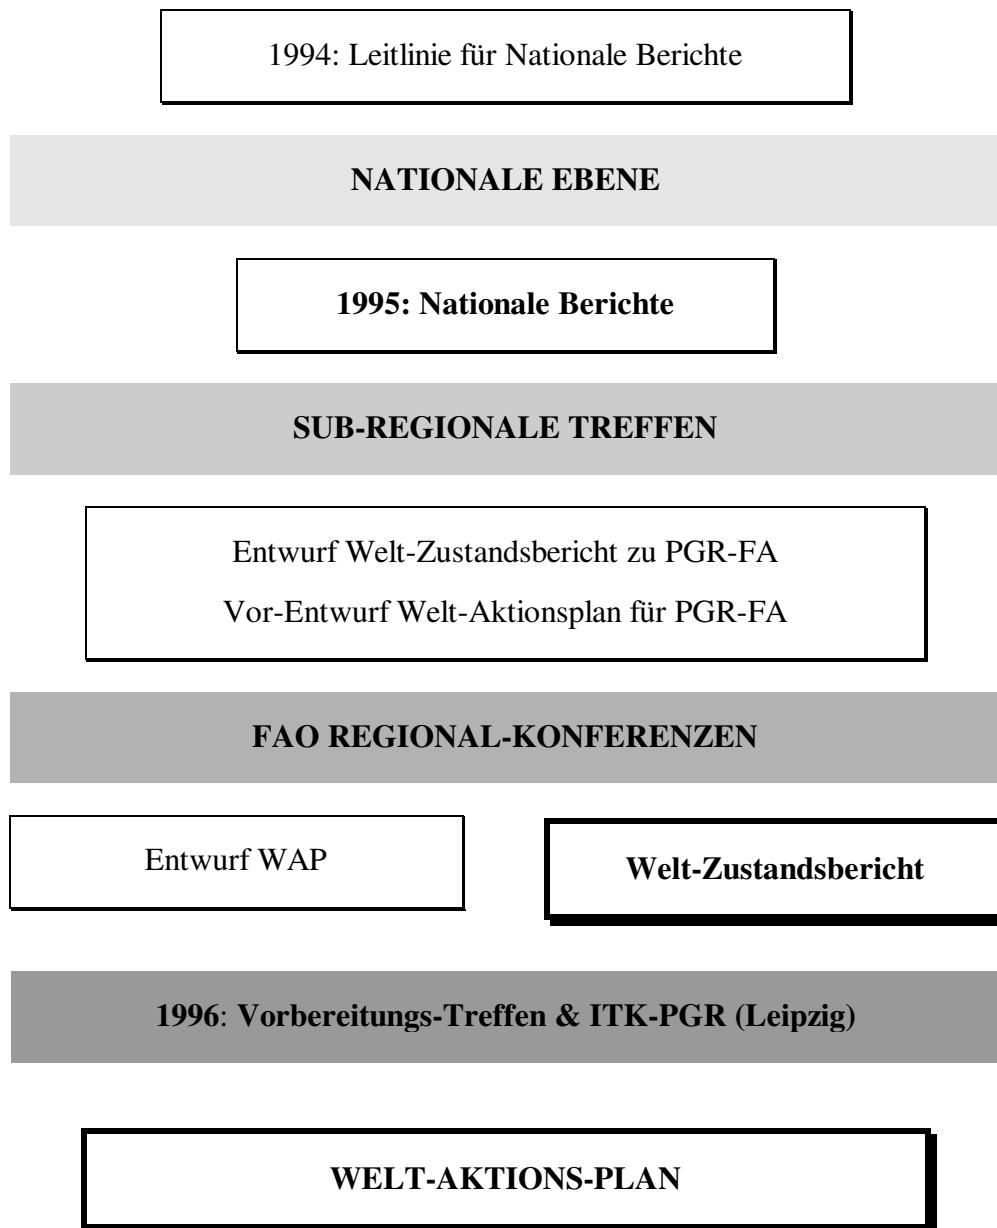 1994: Leitlinie für Nationale Berichte
NATIONALE EBENE
1995: Nationale Berichte
SUB-REGIONALE TREFFEN
Entwurf Welt-Zustandsbericht zu PGR-FA
Vor-Entwurf Welt-Aktionsplan für PGR-FA
FAO REGIONAL-KONFERENZEN
Entwurf WAP
Welt-Zustandsbericht
1996: Vorbereitungs-Treffen & ITK-PGR (Leipzig)
WELT-AKTIONS-PLAN